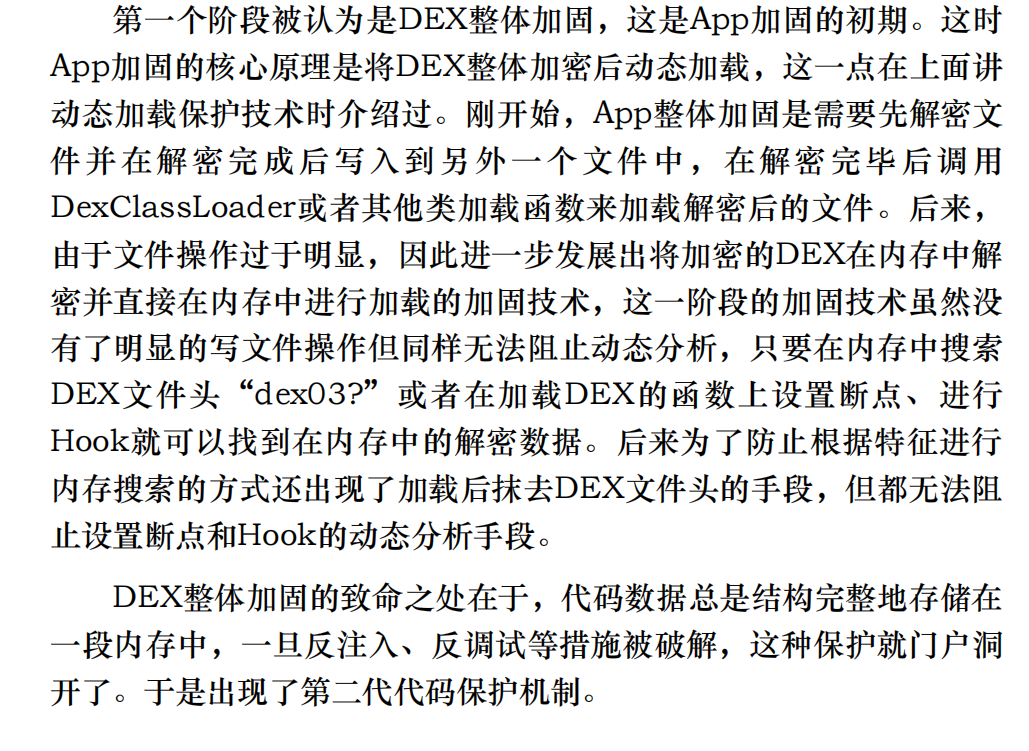 第一个阶段被认为是DEX整体加固，这是App加固的初期。这时
App加固的核心原理是将DEX整体加密后动态加载，这一点在上面讲
动态加载保护技术时介绍过。刚开始，App整体加固是需要先解密文
件并在解密完成后写入到另外一个文件中，在解密完毕后调用
DexClassLoader或者其他类加载函数来加载解密后的文件。后来，
由于文件操作过于明显，因此进一步发展出将加密的DEX在内存中解
密并直接在内存中进行加载的加固技术，这一阶段的加固技术虽然没
有了明显的写文件操作但同样无法阻止动态分析，只要在内存中搜索
DEX文件头“dex03?”或者在加载DEX的函数上设置断点、进行
Hook就可以找到在内存中的解密数据。后来为了防止根据特征进行
内存搜索的方式还出现了加载后抹去DEX文件头的手段，但都无法阻
止设置断点和Hook的动态分析手段。
DEX整体加固的致命之处在于，代码数据总是结构完整地存储在
一段内存中，一旦反注入、反调试等措施被破解，这种保护就门户洞
开了。于是出现了第二代代码保护机制。